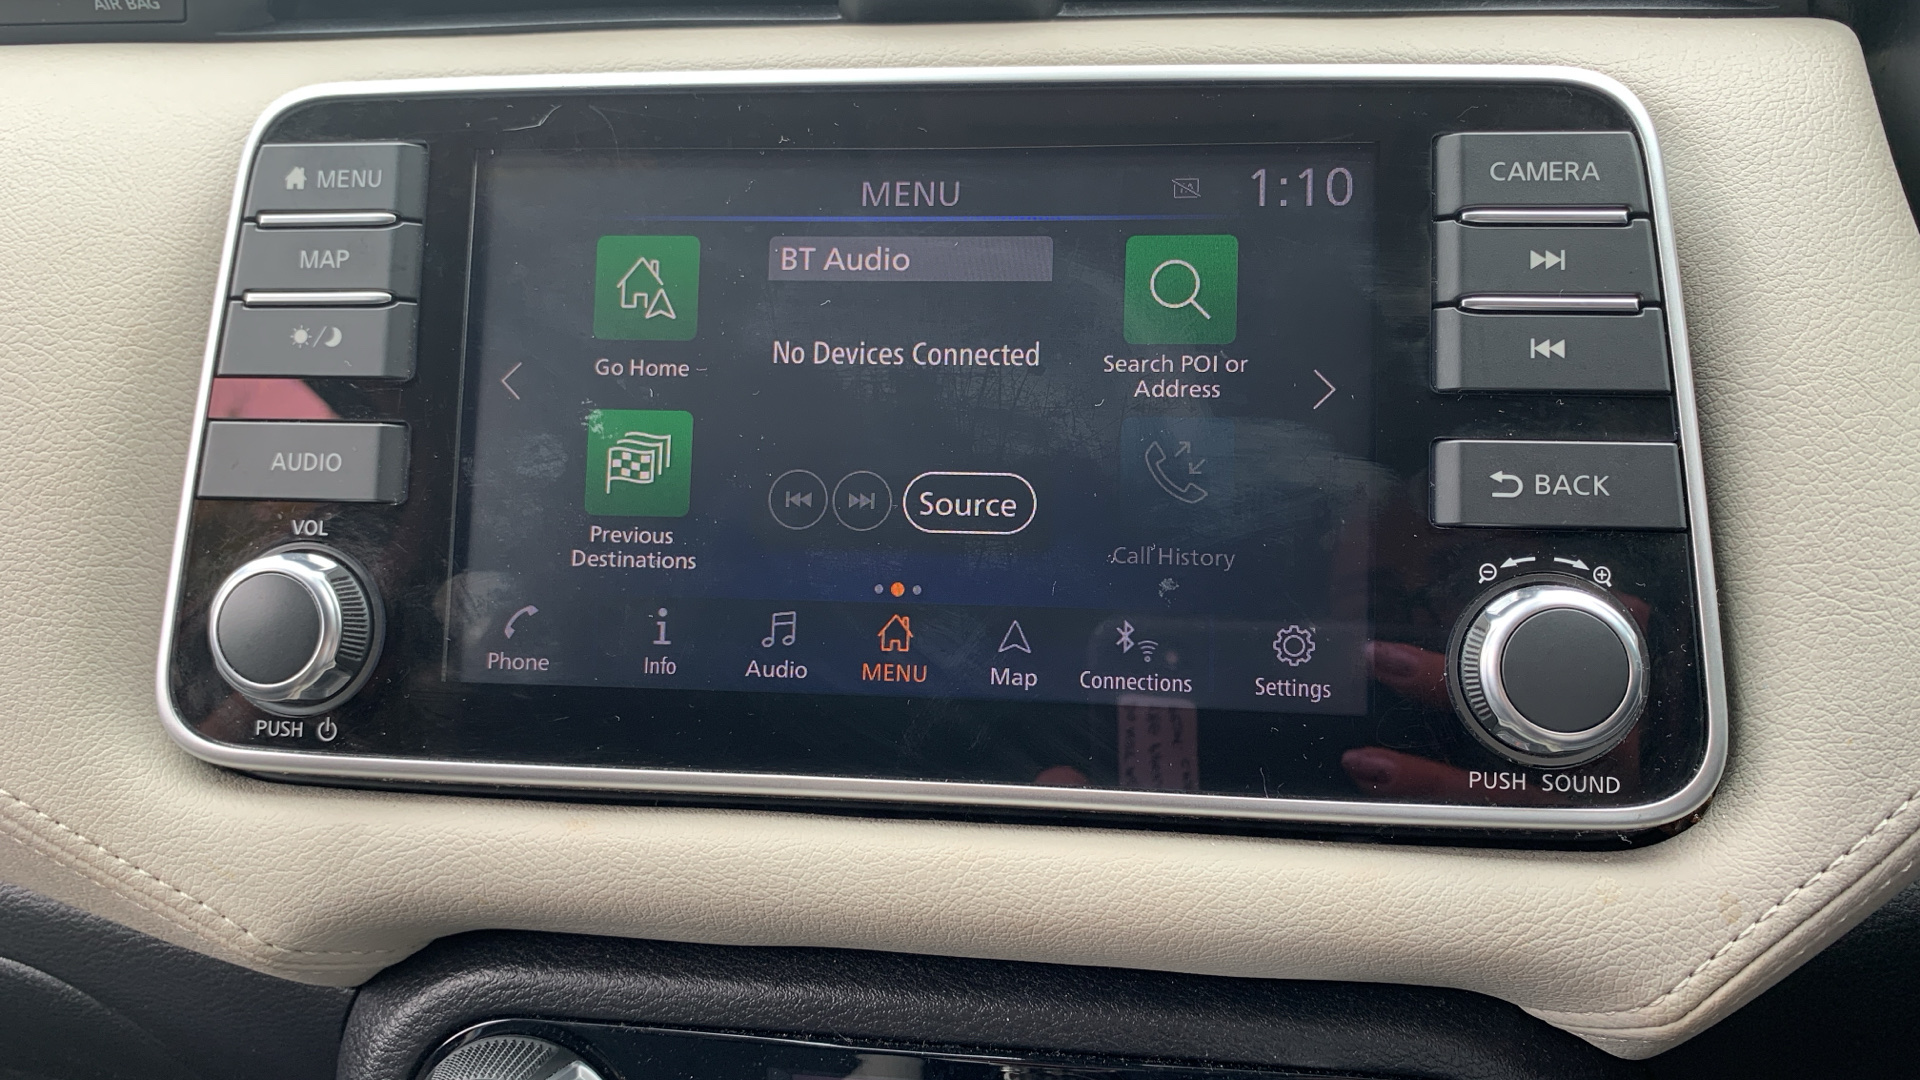 AIR BAG
MENU
MAP
AUDIO
VOL
PUSH
MENU
TA
1:10
Go Home
BT Audio
No Devices Connected
Search POI or
Address
Previous
Destinations
Source
Call History
Phone
Info
Audio
MENU
Map
Connections
Settings
CAMERA
BACK
PUSH SOUND